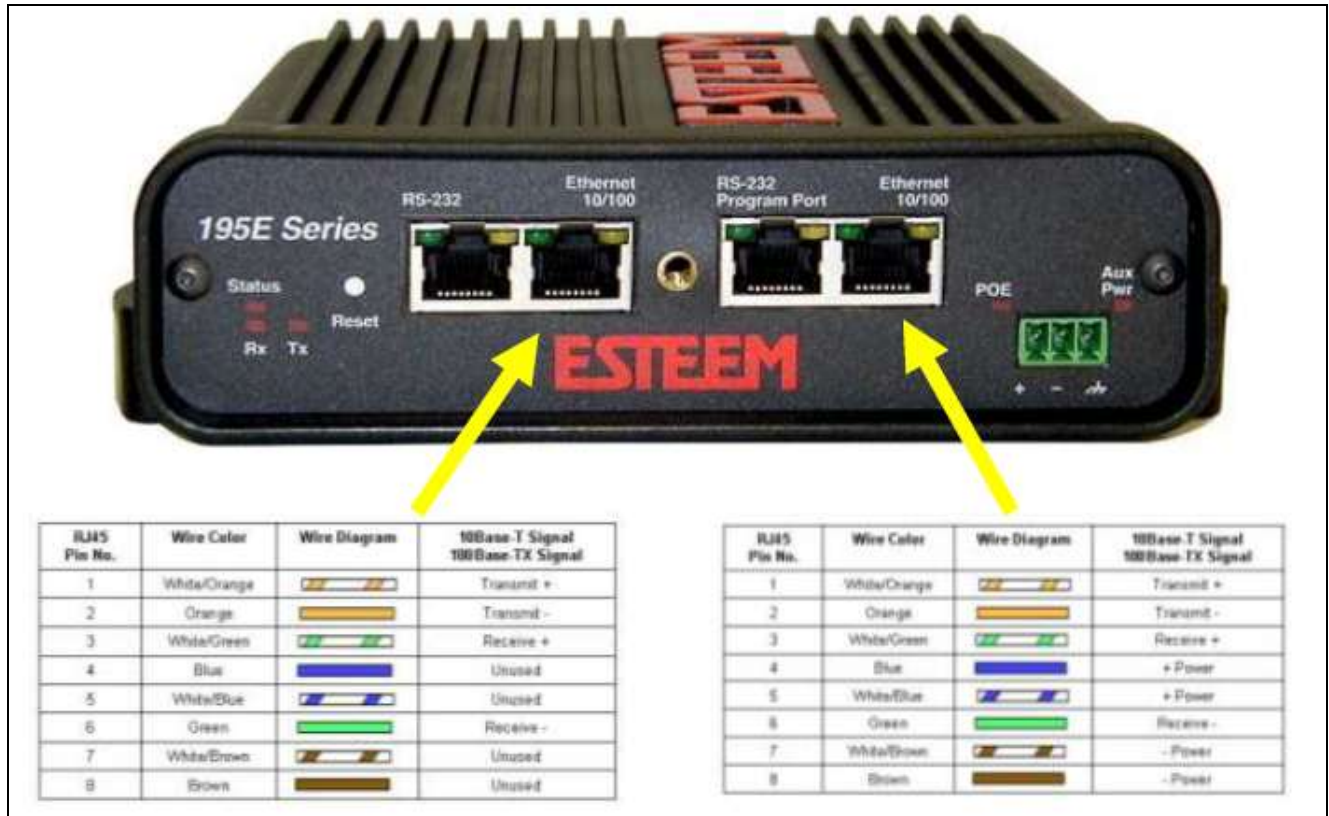 ESTEEM
RS-232
Ethernet
10/100
RS-232
Program Port
Ethernet
10/100
195E Series
Status
Reset
Rx Tx
POE
Aux
Pwr
ESTEEM
+ -
RJ45 Pin No. Wire Color Wire Diagram 10Base-T Signal 100Base-TX Signal
1 White/Orange Transmit +
2 Orange Transmit -
3 White/Green Receive +
4 Blue Unused
5 White/Blue Unused
6 Green Receive -
7 White/Brown Unused
8 Brown Unused
RJ45 Pin No. Wire Color Wire Diagram 10Base-T Signal 100Base-TX Signal
1 White/Orange Transmit +
2 Orange Transmit -
3 White/Green Receive +
4 Blue + Power
5 White/Blue + Power
6 Green Receive -
7 White/Brown - Power
8 Brown - Power